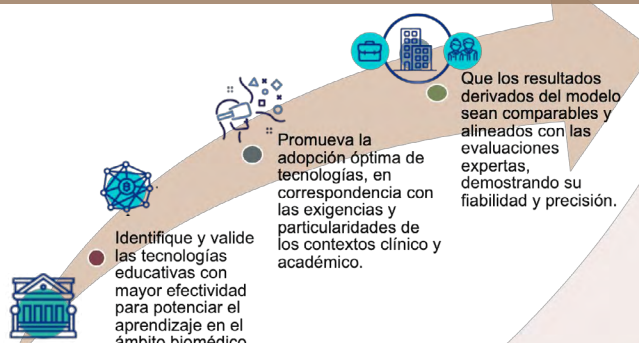 Que los resultados
derivados del modelo
sean comparables y
alineados con las
evaluaciones
expertas,
demostrando su
fiabilidad y precisión.
Promueva la
adopción óptima de
tecnologías, en
correspondencia con
las exigencias y
particularidades de
los contextos clínico y
académico.
Identifique y valide
las tecnologías
educativas con
mayor efectividad
para potenciar el
aprendizaje en el
ámbito biomédico